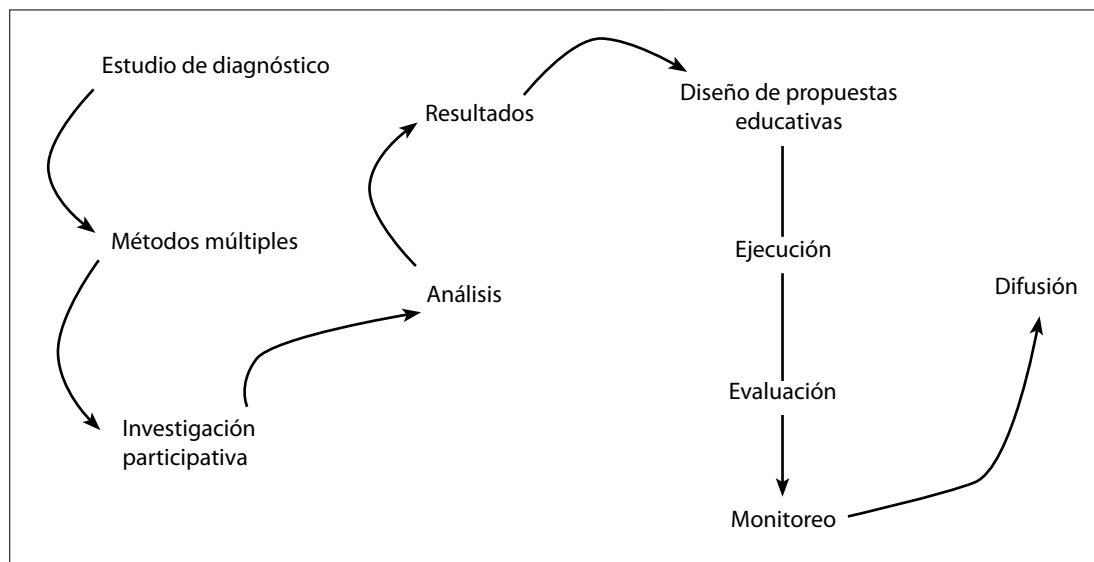 Estudio de diagnóstico
Métodos múltiples
Investigación
participativa
Análisis
Resultados
Diseño de propuestas
educativas
Ejecución
Evaluación
Monitoreo
Difusión